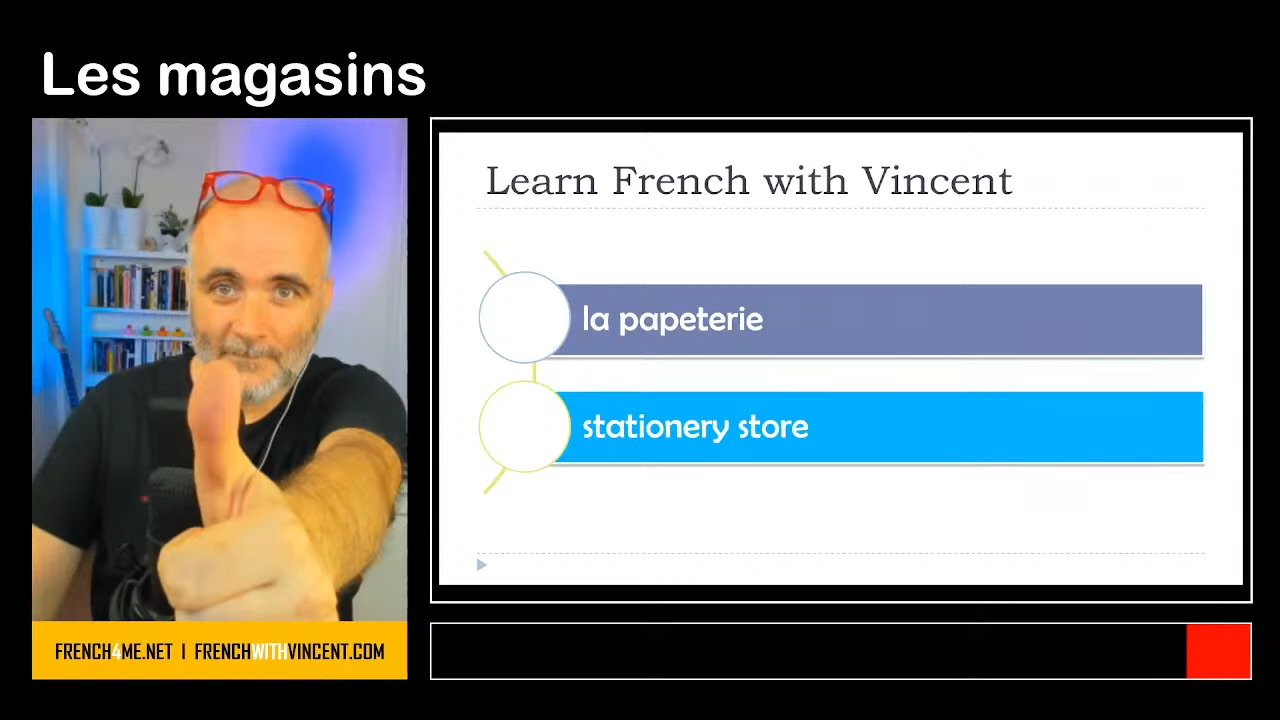 Les magasins
Learn French with Vincent
la papeterie
stationery store
FRENCH4ME.NET I FRENCHWITHVINCENT.COM